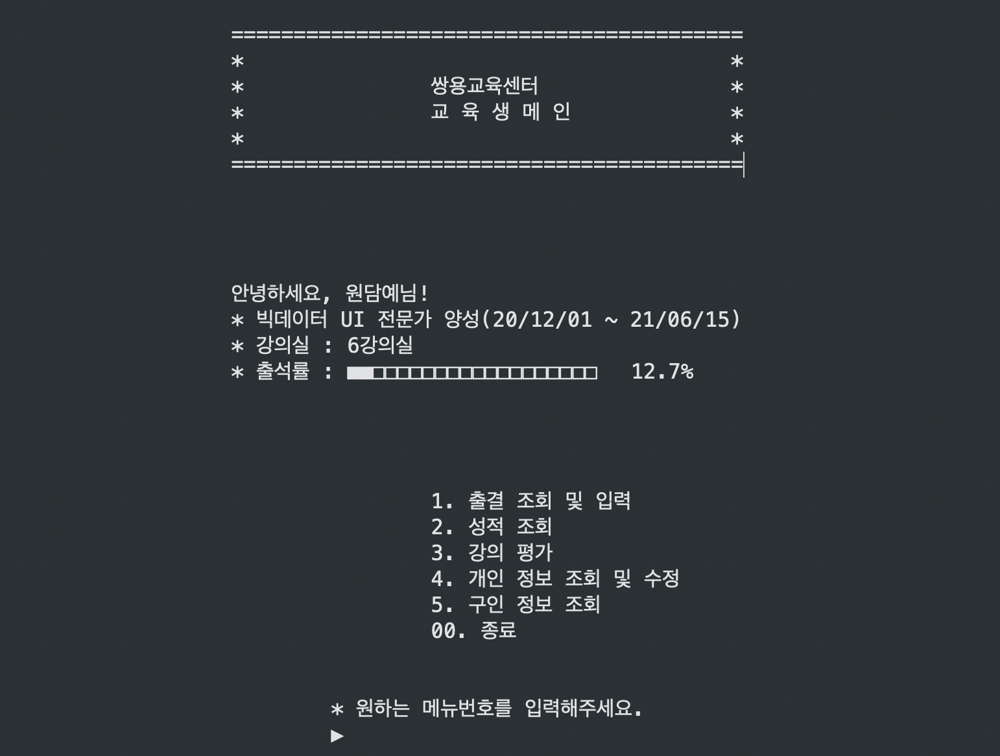 =========================================
* *
* 쌍용교육센터 *
* 교 육 생 메 인 *
* *
=========================================
안녕하세요, 원담예님!
* 빅데이터 UI 전문가 양성(20/12/01 ~ 21/06/15)
* 강의실 : 6강의실
* 출석률 : ■■□□□□□□□□□□□□□□□□□□ 12.7%
1. 출결 조회 및 입력
2. 성적 조회
3. 강의 평가
4. 개인 정보 조회 및 수정
5. 구인 정보 조회
00. 종료
* 원하는 메뉴번호를 입력해주세요.
▶